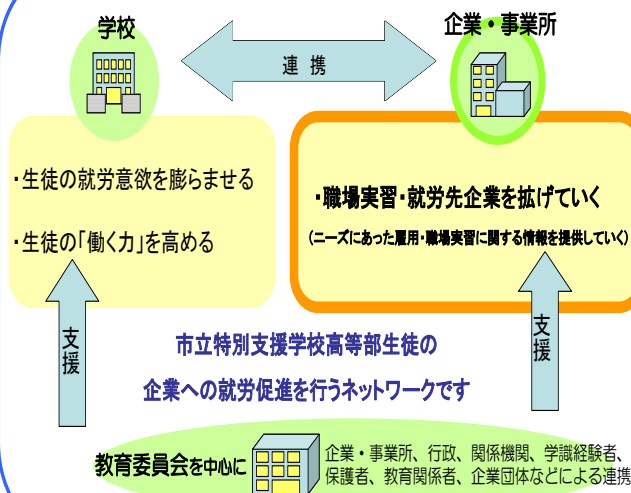 学校
企業・事業所
連 携
・生徒の就労意欲を膨らませる
・生徒の「働く力」を高める
・職場実習・就労先企業を拡げていく
(ニーズにあった雇用・職場実習に関する情報を提供していく)
支援
支援
市立特別支援学校高等部生徒の
企業への就労促進を行うネットワークです
教育委員会を中心に
企業・事業所、行政、関係機関、学識経験者、
保護者、教育関係者、企業団体などによる連携